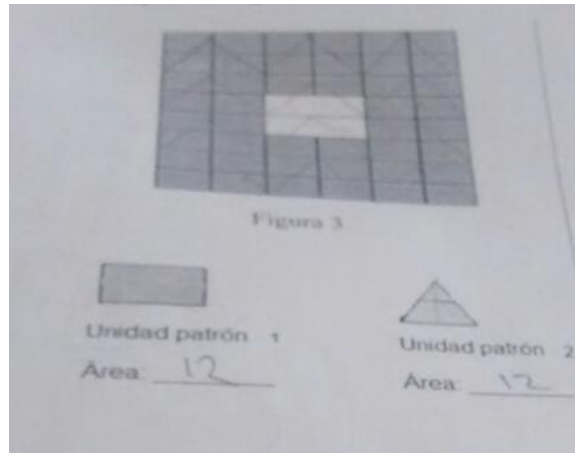 Figura 3
Unidad patrón 1
Unidad patrón 2
Área: 12
Área: 12